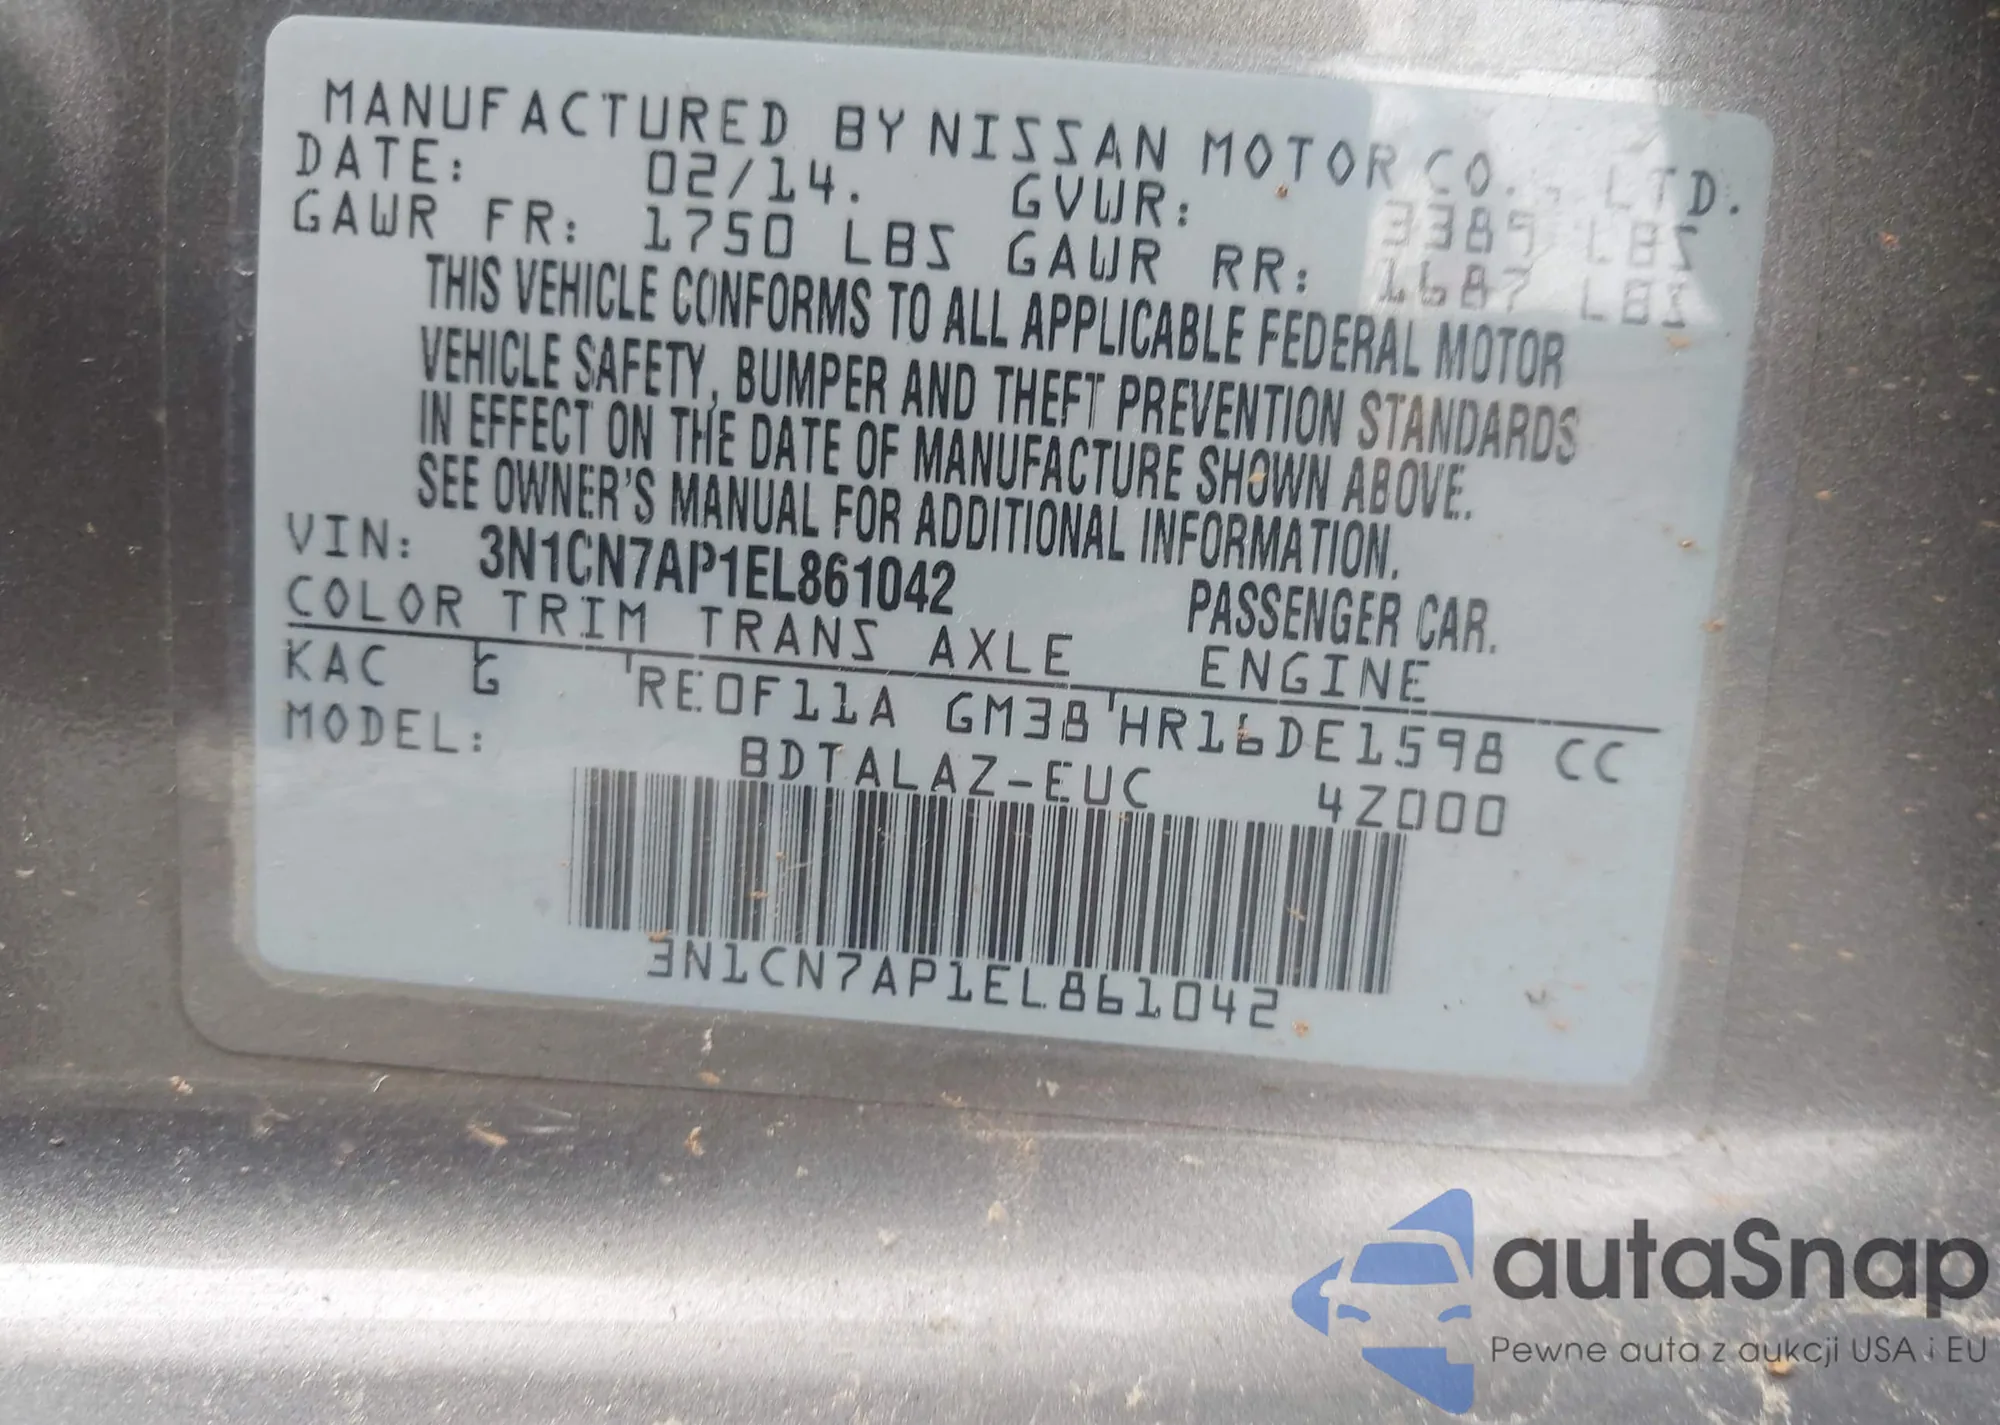 MANUFACTURED BY NISSAN MOTOR CO., LTD.
DATE: 02/14. GVWR: 3389 LBS
GAWR FR: 1750 LBS GAWR RR: 1687 LBS
THIS VEHICLE CONFORMS TO ALL APPLICABLE FEDERAL MOTOR
VEHICLE SAFETY, BUMPER AND THEFT PREVENTION STANDARDS
IN EFFECT ON THE DATE OF MANUFACTURE SHOWN ABOVE.
SEE OWNER'S MANUAL FOR ADDITIONAL INFORMATION.
VIN: 3N1CN7AP1EL861042 PASSENGER CAR.
COLOR TRIM TRANS AXLE ENGINE
KAC G RE0F11A GM38 HR16DE1598 CC
MODEL: BDTALAZ-EUC 4Z000
3N1CN7AP1EL861042
autaSnap
Pewne auta z aukcji USA i EU